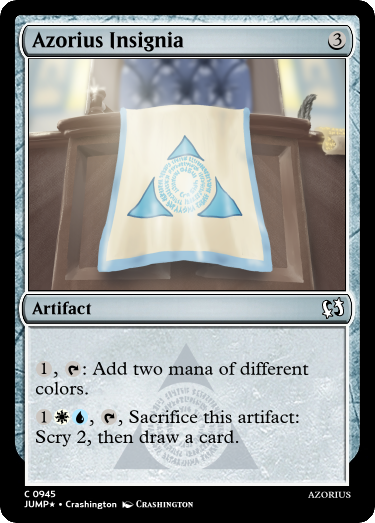 Azorius Insignia 3
Artifact
1, : Add two mana of different
colors.
1 , , Sacrifice this artifact:
Scry 2, then draw a card.
C 0945
JUMP★ • Crashington CRASHINGTON
AZORIUS